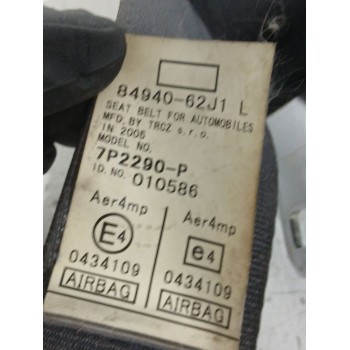 84940-62J1 L
SEAT BELT FOR AUTOMOBILES
MFD. BY TRCZ s.r.o.
IN 2006
MODEL NO.
7P2290-P
ID. NO. 010586
Aer4mp
E4
0434109
AIRBAG
Aer4mp
e4
0434109
AIRBAG